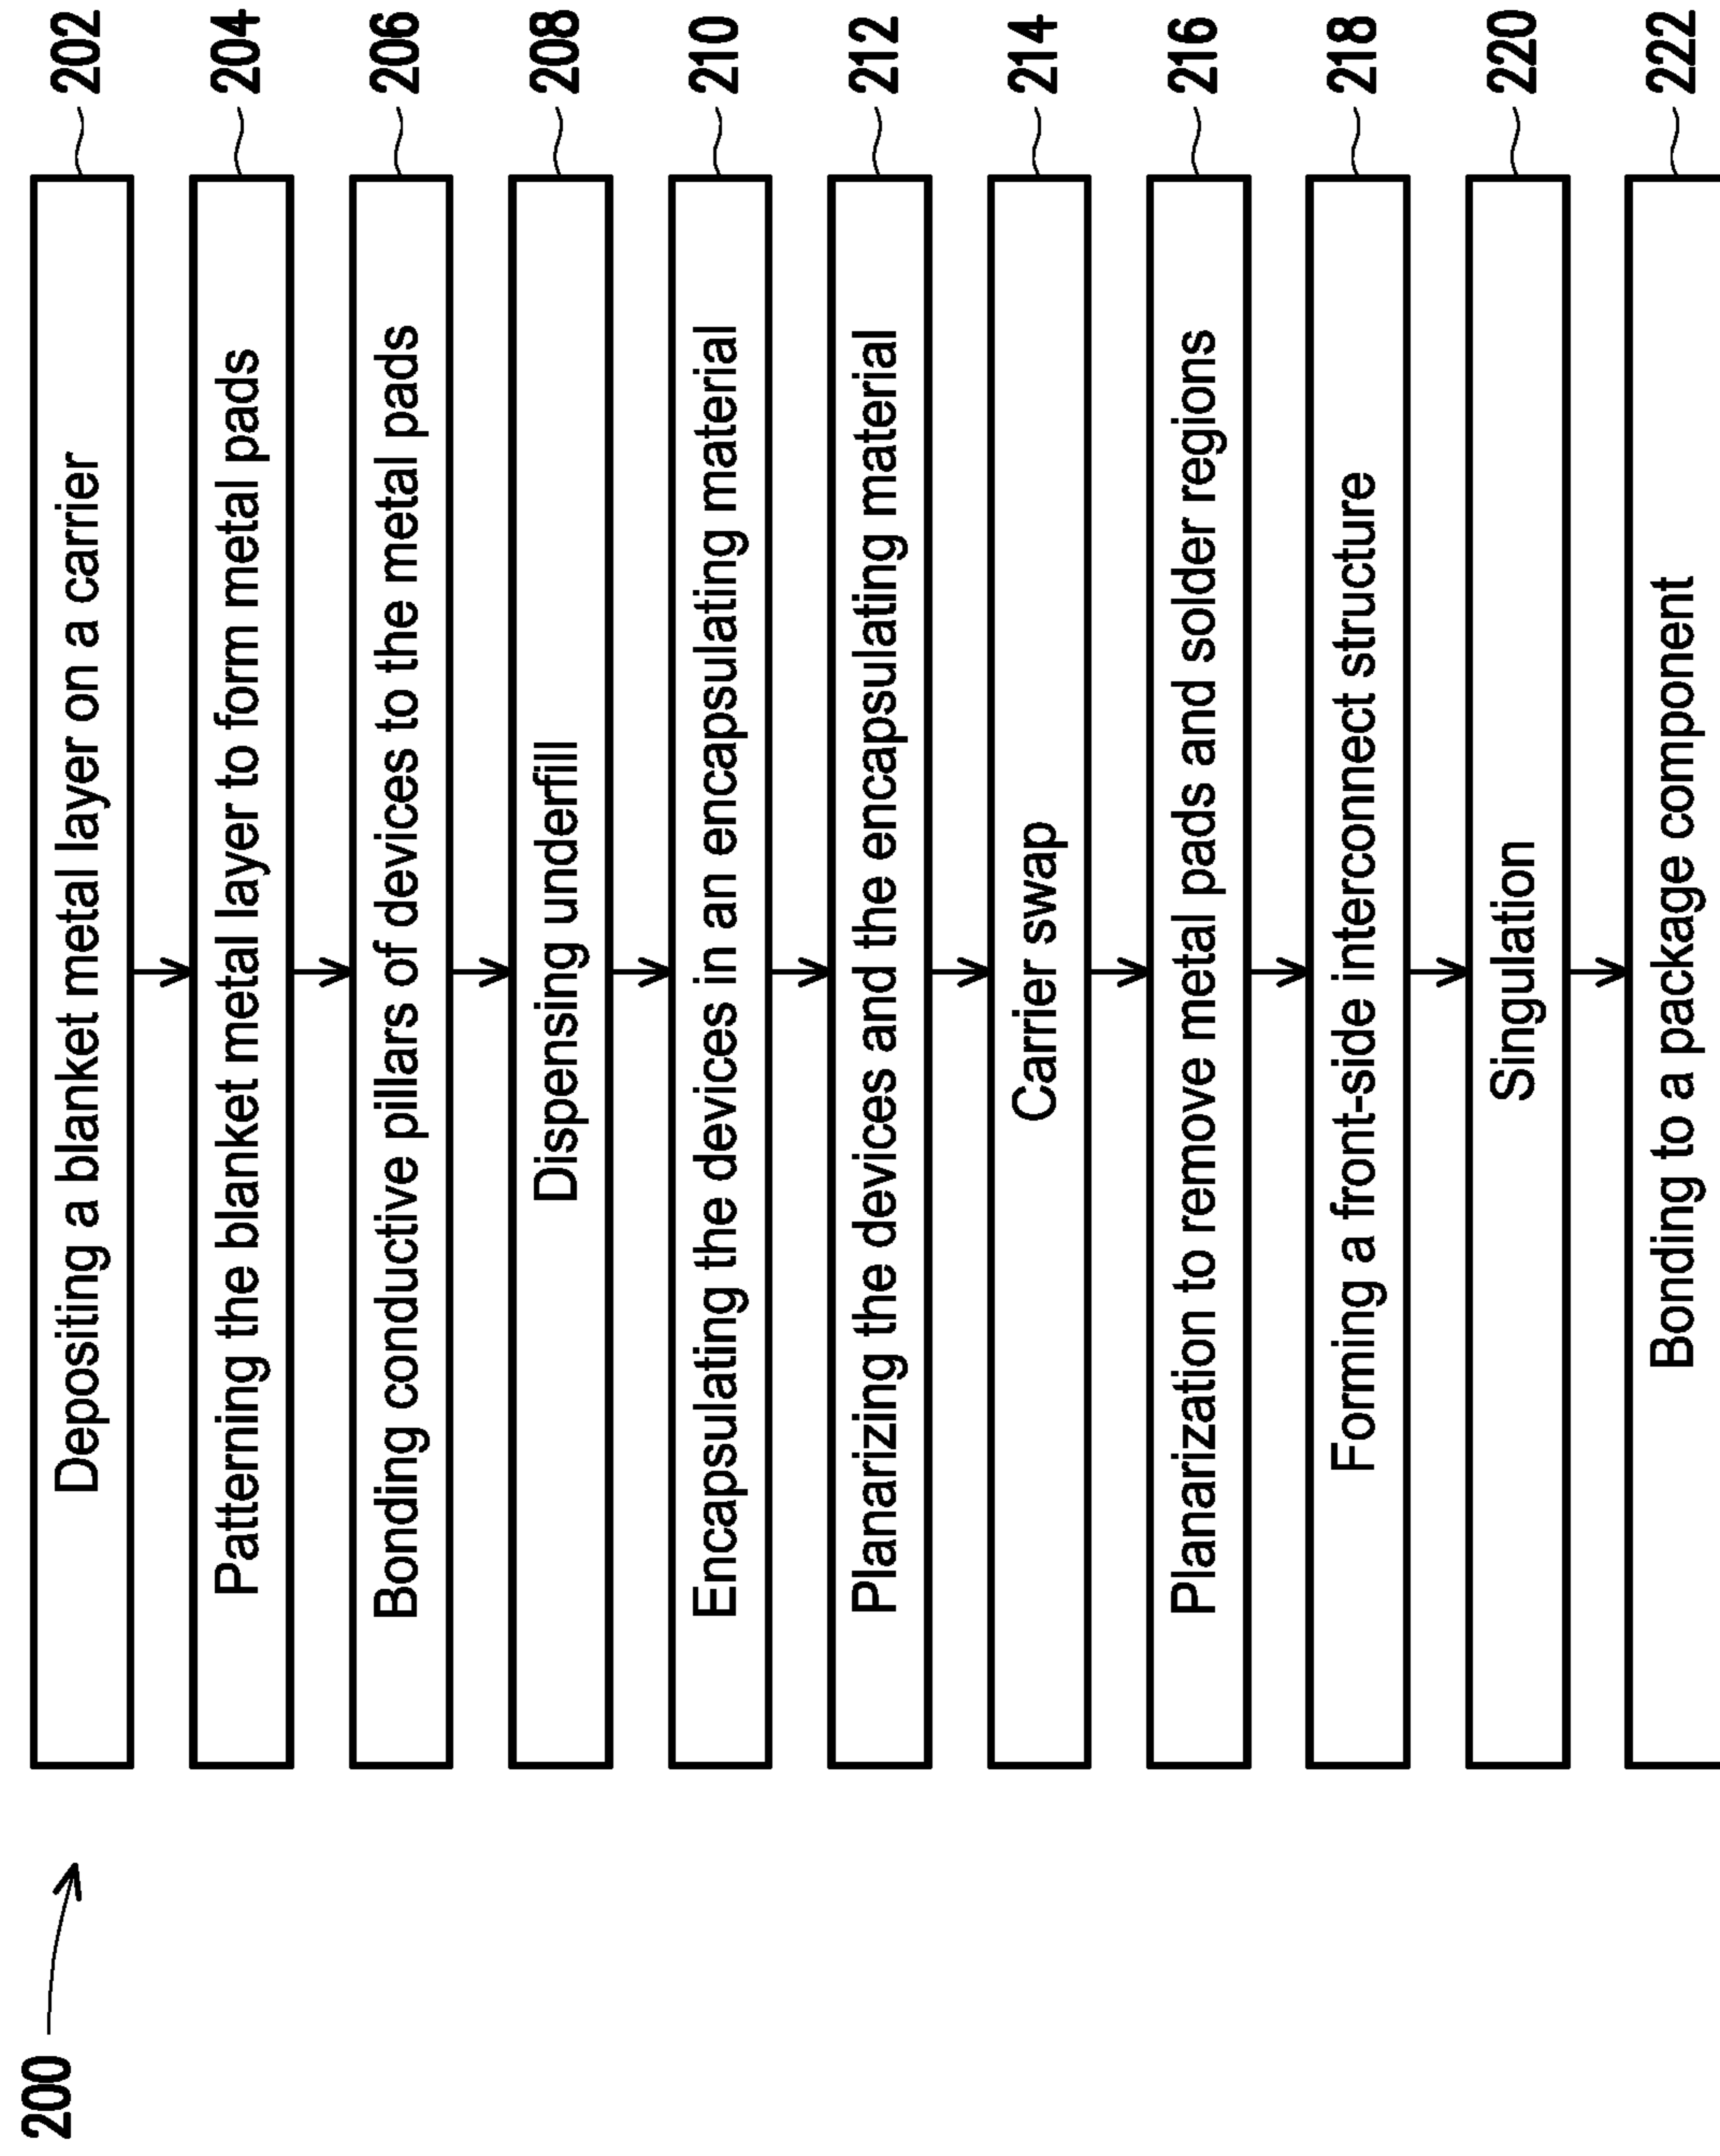 200
Depositing a blanket metal layer on a carrier 202
Patterning the blanket metal layer to form metal pads 204
Bonding conductive pillars of devices to the metal pads 206
Dispensing underfill 208
Encapsulating the devices in an encapsulating material 210
Planarizing the devices and the encapsulating material 212
Carrier swap 214
Planarization to remove metal pads and solder regions 216
Forming a front-side interconnect structure 218
Singulation 220
Bonding to a package component 222